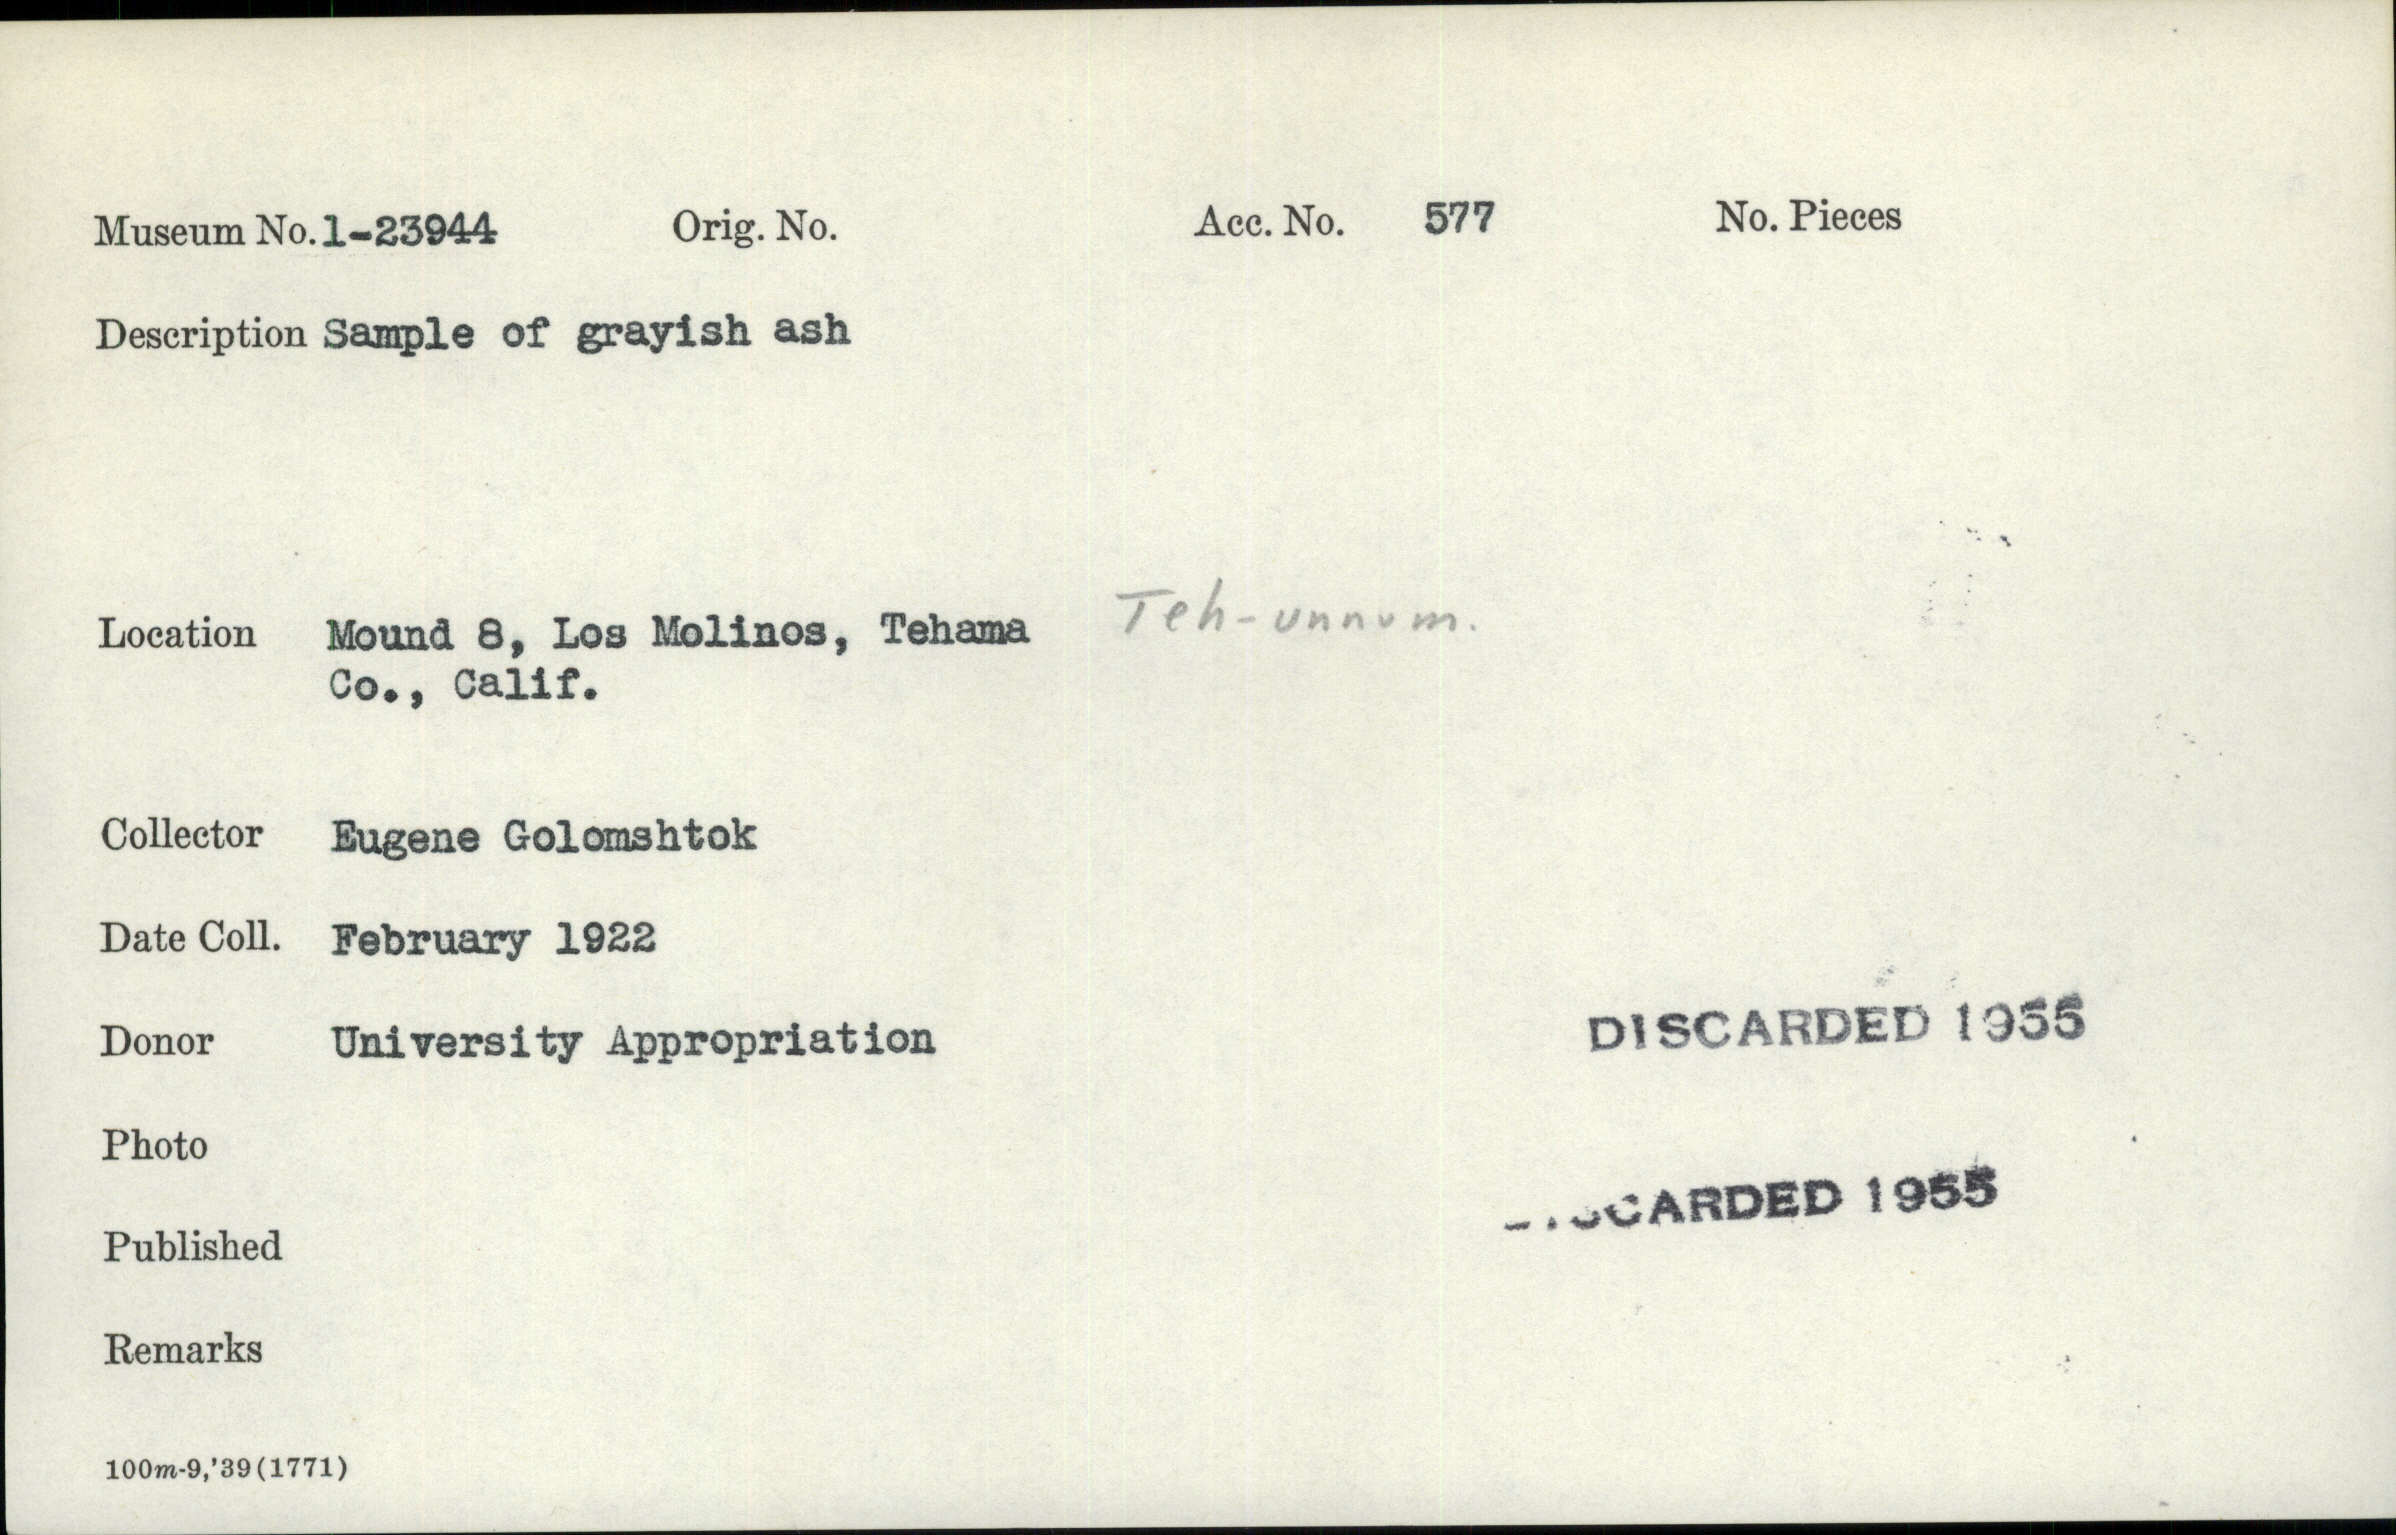 Museum No. 1-23944 Orig. No. Acc. No. 577 No. Pieces
Description Sample of grayish ash
Location Mound 8, Los Molinos, Tehama Teh-unnum.
Co., Calif.
Collector Eugene Golomshtok
Date Coll. February 1922
Donor University Appropriation DISCARDED 1955
Photo
DISCARDED 1955
Published
Remarks
100m-9,'39(1771)